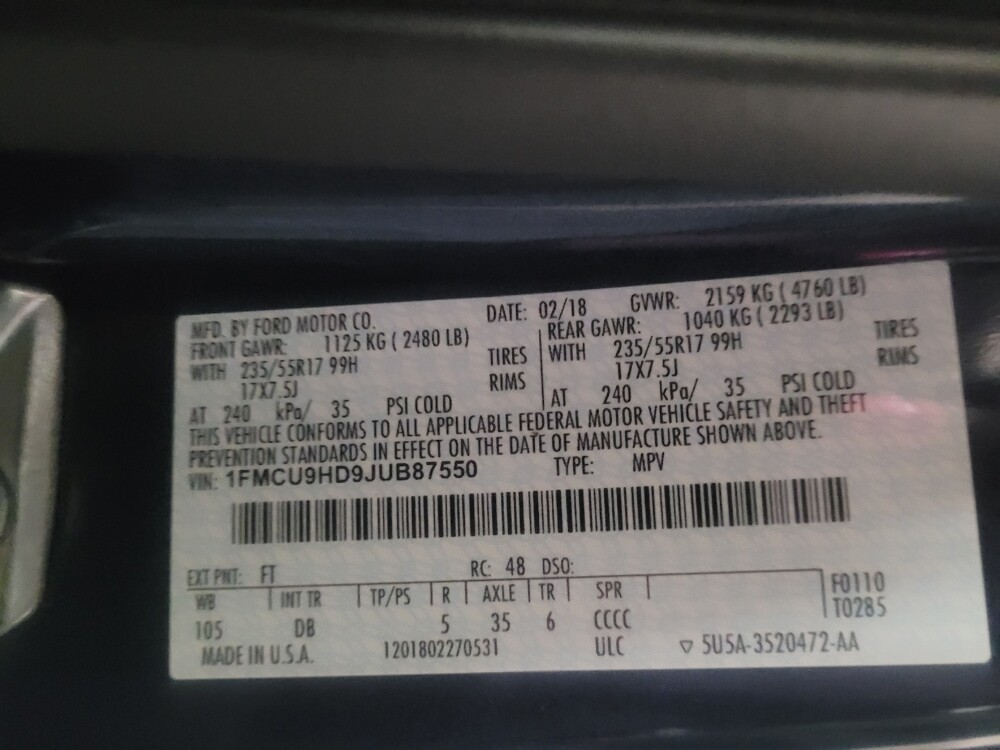 MFD. BY FORD MOTOR CO. DATE: 02/18 GVWR: 2159 KG ( 4760 LB)
FRONT GAWR: 1125 KG ( 2480 LB) REAR GAWR: 1040 KG ( 2293 LB)
WITH 235/55R17 99H TIRES WITH 235/55R17 99H TIRES
17X7.5J RIMS 17X7.5J RIMS
AT 240 kPa/ 35 PSI COLD AT 240 kPa/ 35 PSI COLD
THIS VEHICLE CONFORMS TO ALL APPLICABLE FEDERAL MOTOR VEHICLE SAFETY AND THEFT
PREVENTION STANDARDS IN EFFECT ON THE DATE OF MANUFACTURE SHOWN ABOVE.
VIN: 1FMCU9HD9JUB87550 TYPE: MPV
EXT PNT: FT RC: 48 DSO:
WB INT TR TP/PS R AXLE TR SPR F0110
T0285
105 DB 5 35 6 CCCC
MADE IN U.S.A. 1201802270531 ULC ▽ 5U5A-3520472-AA